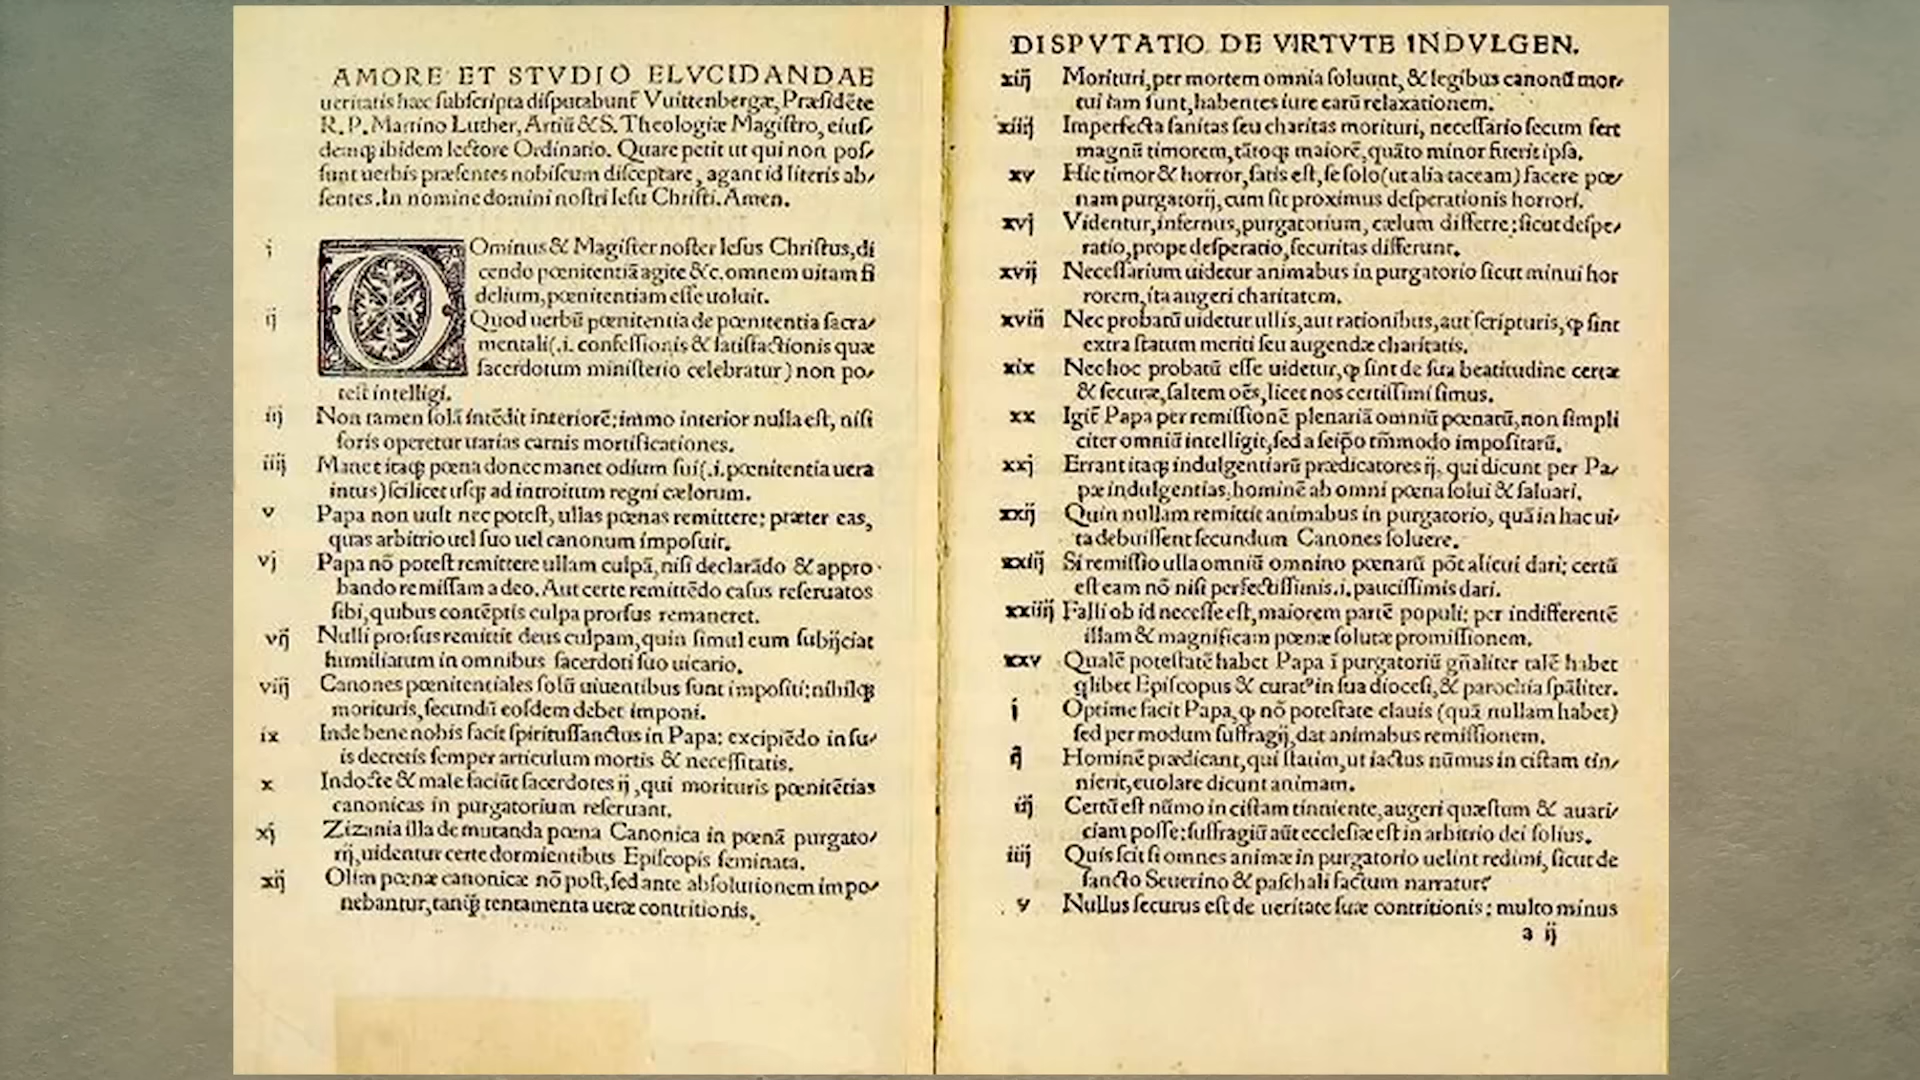 AMORE ET STVDIO ELVCIDANDAE
ueritatis hæc subscripta disputabunt̃ Vuittenbergæ, Præsidẽte
R. P. Martino Luther, Artiũ & S. Theologiæ Magistro, eius/
demq̃ ibidem lectore Ordinario. Quare petit ut qui non pos/
sunt uerbis præsentes nobiscum disceptare, agant id literis ab/
sentes. In nomine domini nostri Iesu Christi. Amen.
i DOminus & Magister noster Iesus Christus, di
cendo pœnitentiã agite &c. omnem uitam fi
delium, pœnitentiam esse uoluit.
ij Quod uerbũ pœnitentia de pœnitentia sacra/
mentali (.i. confessionis & satisfactionis quæ
sacerdotum ministerio celebratur) non po/
test intelligi.
iij Non tamen solã intẽdit interiorẽ: immo interior nulla est, nisi
foris operetur uarias carnis mortificationes.
iiij Manet itaq̃ pœna donec manet odium sui (.i. pœnitentia uera
intus) scilicet usq̃ ad introitum regni cælorum.
v Papa non uult nec potest, ullas pœnas remittere: præter eas,
quas arbitrio uel suo uel canonum imposuit.
vj Papa nõ potest remittere ullam culpã, nisi declarãdo & appro
bando remissam a deo. Aut certe remittẽdo casus reseruatos
sibi, quibus contẽptis culpa prorsus remaneret.
vij Nulli prorsus remittit deus culpam, quin simul eum subijciat
humiliatum in omnibus sacerdoti suo uicario.
viij Canones pœnitentiales solũ uiuentibus sunt impositi: nihilq̃
morituris, secundũ eosdem debet imponi.
ix Inde bene nobis facit spiritussanctus in Papa: excipiẽdo in su/
is decretis semper articulum mortis & necessitatis.
x Indocte & male faciũt sacerdotes ij, qui morituris pœnitẽtias
canonicas in purgatorium reseruant.
xj Zizania illa de mutanda pœna Canonica in pœnã purgato/
rij, uidentur certe dormientibus Episcopis seminata.
xij Olim pœnæ canonicæ nõ post, sed ante absolutionem impo/
nebantur, tanq̃ tentamenta ueræ contritionis.
DISPVTATIO DE VIRTVTE INDVLGEN.
xiij Morituri, per mortem omnia soluunt, & legibus canonũ mor/
tui iam sunt, habentes iure earũ relaxationem.
xiiij Imperfecta sanitas seu charitas morituri, necessario secum fert
magnũ timorem, tãtoq̃ maiorẽ, quãto minor fuerit ipsa.
xv Hic timor & horror, satis est, se solo (ut alia taceam) facere pœ/
nam purgatorij, cum sit proximus desperationis horrori.
xvj Videntur, infernus, purgatorium, cælum differre: sicut despe/
ratio, prope desperatio, securitas differunt.
xvij Necessarium uidetur animabus in purgatorio sicut minui hor
rorem, ita augeri charitatem.
xviij Nec probatũ uidetur ullis, aut rationibus, aut scripturis, ꝙ sint
extra statum meriti seu augendæ charitatis.
xix Nec hoc probatũ esse uidetur, ꝙ sint de sua beatitudine certæ
& securæ, saltem oẽs, licet nos certissimi simus.
xx Igit̃ Papa per remissionẽ plenariã omniũ pœnarũ, non simpli
citer omniũ intelligit, sed a seip̃o tm̃modo impositarũ.
xxj Errant itaq̃ indulgentiarũ prædicatores ij, qui dicunt per Pa/
pæ indulgentias, hominẽ ab omni pœna solui & saluari.
xxij Quin nullam remittit animabus in purgatorio, quã in hac ui/
ta debuissent secundum Canones soluere.
xxiij Si remissio ulla omniũ omnino pœnarũ põt alicui dari; certũ
est eam nõ nisi perfectissimis .i. paucissimis dari.
xxiiij Falli ob id necesse est, maiorem partẽ populi: per indifferentẽ
illam & magnificam pœnæ solutæ promissionem.
xxv Qualẽ potestatẽ habet Papa ĩ purgatoriũ gñaliter talẽ habet
q̃libet Episcopus & curatꝰ in sua diocesi, & parochia sp̃aliter.
i Optime facit Papa, ꝙ nõ potestate clauis (quã nullam habet)
sed per modum suffragij, dat animabus remissionem.
ij Hominẽ prædicant, qui statim, ut iactus nũmus in cistam tin/
nierit, euolare dicunt animam.
iij Certũ est nũmo in cistam tinniente, augeri quæstum & auari/
ciam posse: suffragiũ aũt ecclesiæ est in arbitrio dei solius.
iiij Quis scit si omnes animæ in purgatorio uelint redimi, sicut de
sancto Seuerino & paschali factum narratur?
v Nullus securus est de ueritate suæ contritionis: multo minus
a ij